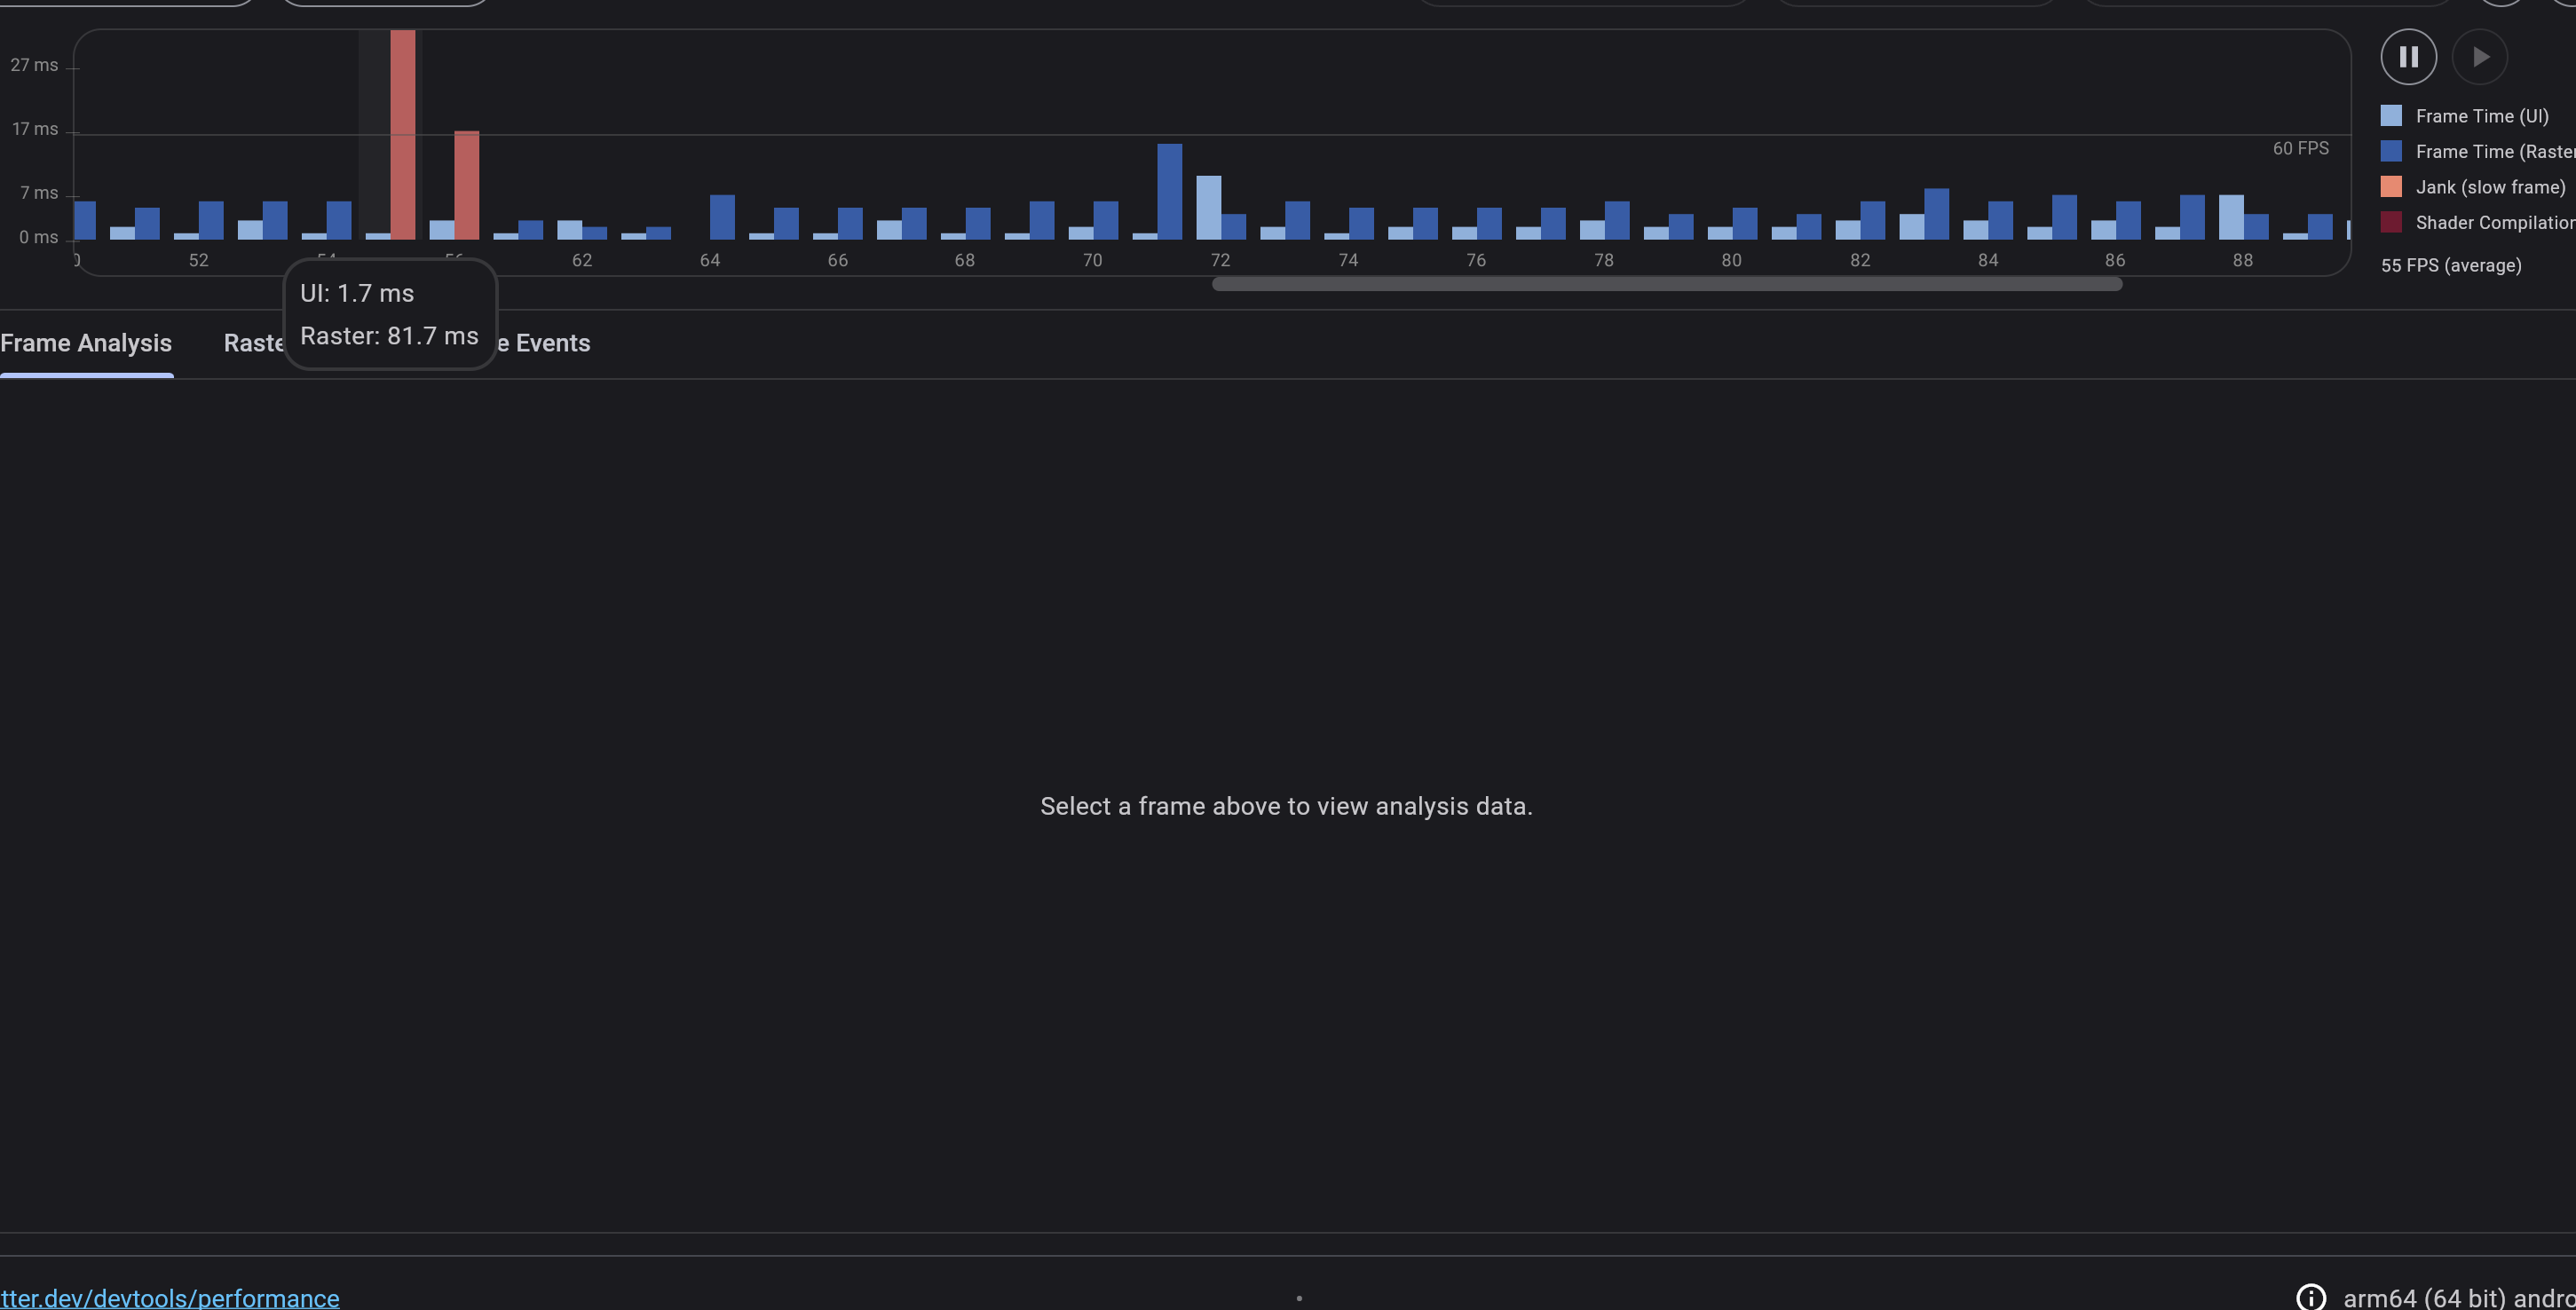 27 ms
17 ms
7 ms
0 ms
60 FPS
52 62 64 66 68 70 72 74 76 78 80 82 84 86 88
Frame Time (UI)
Frame Time (Raster
Jank (slow frame)
Shader Compilation
55 FPS (average)
UI: 1.7 ms
Raster: 81.7 ms
Frame Analysis Raste e Events
Select a frame above to view analysis data.
tter.dev/devtools/performance
arm64 (64 bit) andro